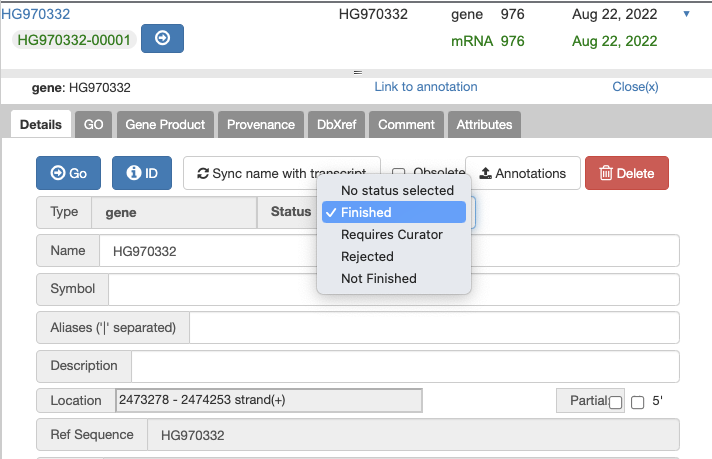 HG970332 HG970332 gene 976 Aug 22, 2022
HG970332-00001 mRNA 976 Aug 22, 2022
gene: HG970332 Link to annotation Close(x)
Details GO Gene Product Provenance DbXref Comment Attributes
Go ID Sync name with transcript Obsolete Annotations Delete
No status selected
Type gene Status Finished
Requires Curator
Name HG970332
Rejected
Not Finished
Symbol
Aliases ('|' separated)
Description
Location 2473278 - 2474253 strand(+) Partial: 5'
Ref Sequence HG970332